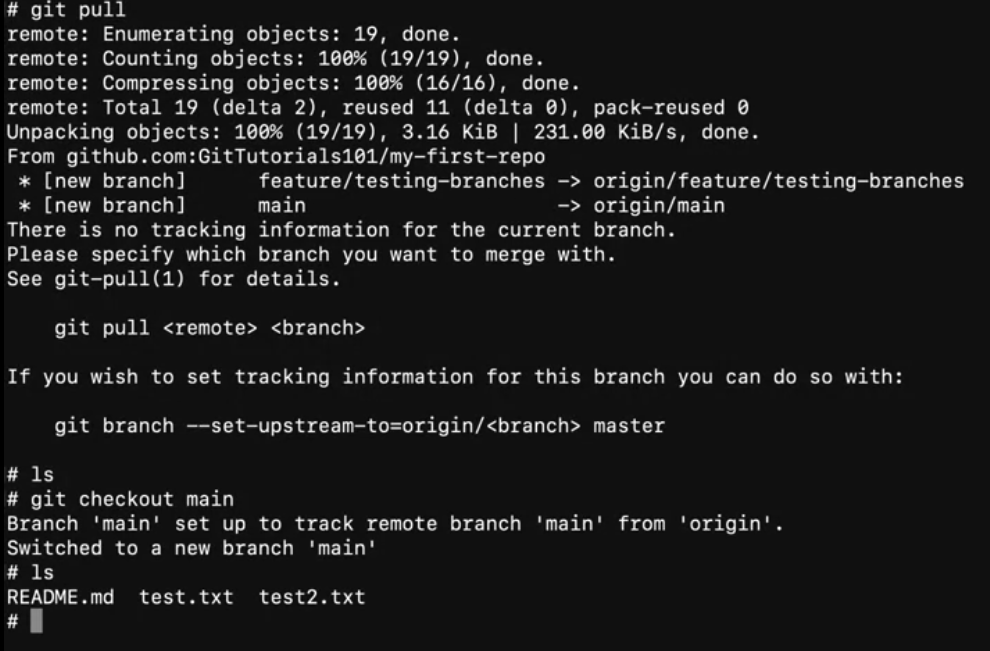 # git pull
remote: Enumerating objects: 19, done.
remote: Counting objects: 100% (19/19), done.
remote: Compressing objects: 100% (16/16), done.
remote: Total 19 (delta 2), reused 11 (delta 0), pack-reused 0
Unpacking objects: 100% (19/19), 3.16 KiB | 231.00 KiB/s, done.
From github.com:GitTutorials101/my-first-repo
 * [new branch]      feature/testing-branches -> origin/feature/testing-branches
 * [new branch]      main                     -> origin/main
There is no tracking information for the current branch.
Please specify which branch you want to merge with.
See git-pull(1) for details.

    git pull <remote> <branch>

If you wish to set tracking information for this branch you can do so with:

    git branch --set-upstream-to=origin/<branch> master

# ls
# git checkout main
Branch 'main' set up to track remote branch 'main' from 'origin'.
Switched to a new branch 'main'
# ls
README.md  test.txt  test2.txt
#